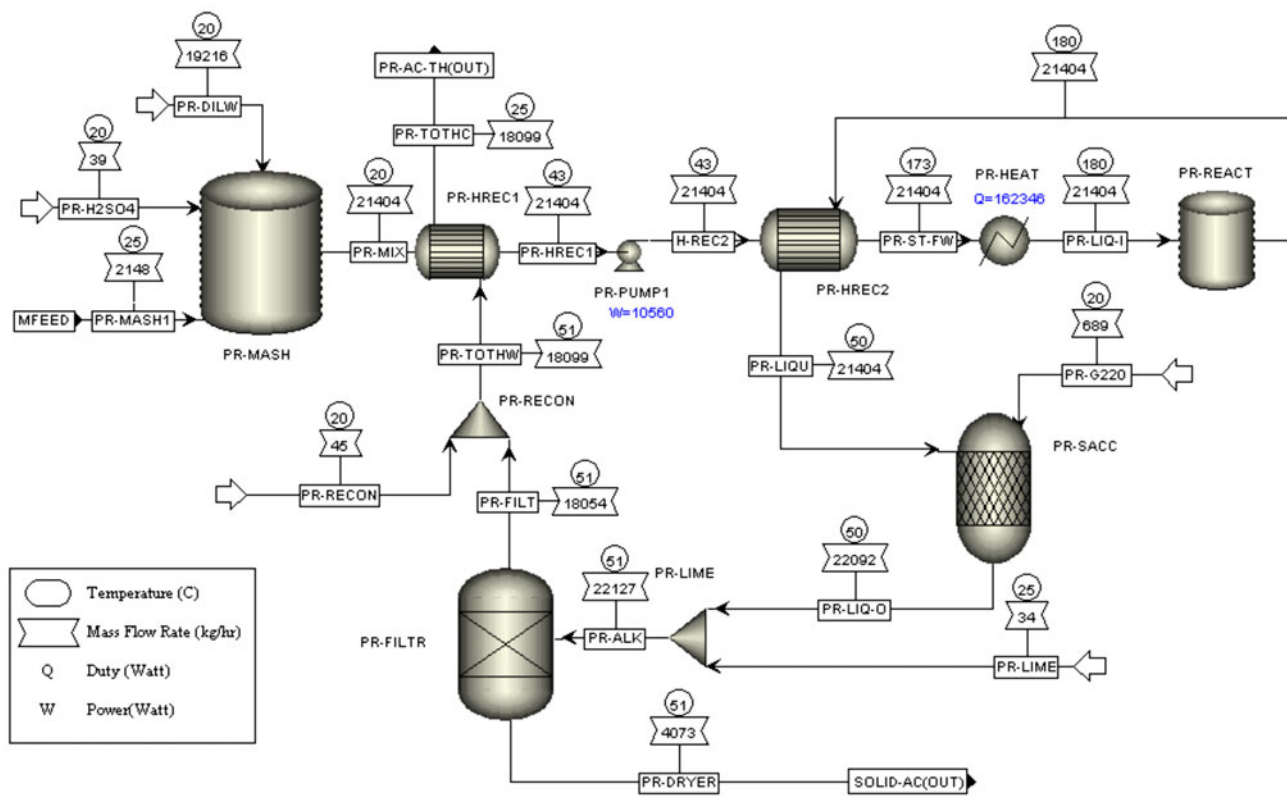 20
19216
PR-DILW
20
39
PR-H2SO4
25
2148
MFEED
PR-MASH1
PR-MASH
PR-AC-TH(OUT)
PR-TOTHC
25
18099
20
21404
PR-MIX
PR-HREC1
43
21404
PR-HREC1
PR-PUMP1
W=10560
43
21404
H-REC2
PR-HREC2
180
21404
173
21404
PR-ST-FW
PR-HEAT
Q=162346
180
21404
PR-LIQ-I
PR-REACT
51
18099
PR-TOTHW
PR-RECON
20
45
PR-RECON
51
18054
PR-FILT
PR-LIQU
50
21404
20
689
PR-G220
PR-SACC
50
22092
PR-LIQ-O
25
34
PR-LIME
PR-LIME
51
22127
PR-ALK
PR-FILTR
51
4073
PR-DRYER
SOLID-AC(OUT)
Temperature (C)
Mass Flow Rate (kg/hr)
Q Duty (Watt)
W Power(Watt)